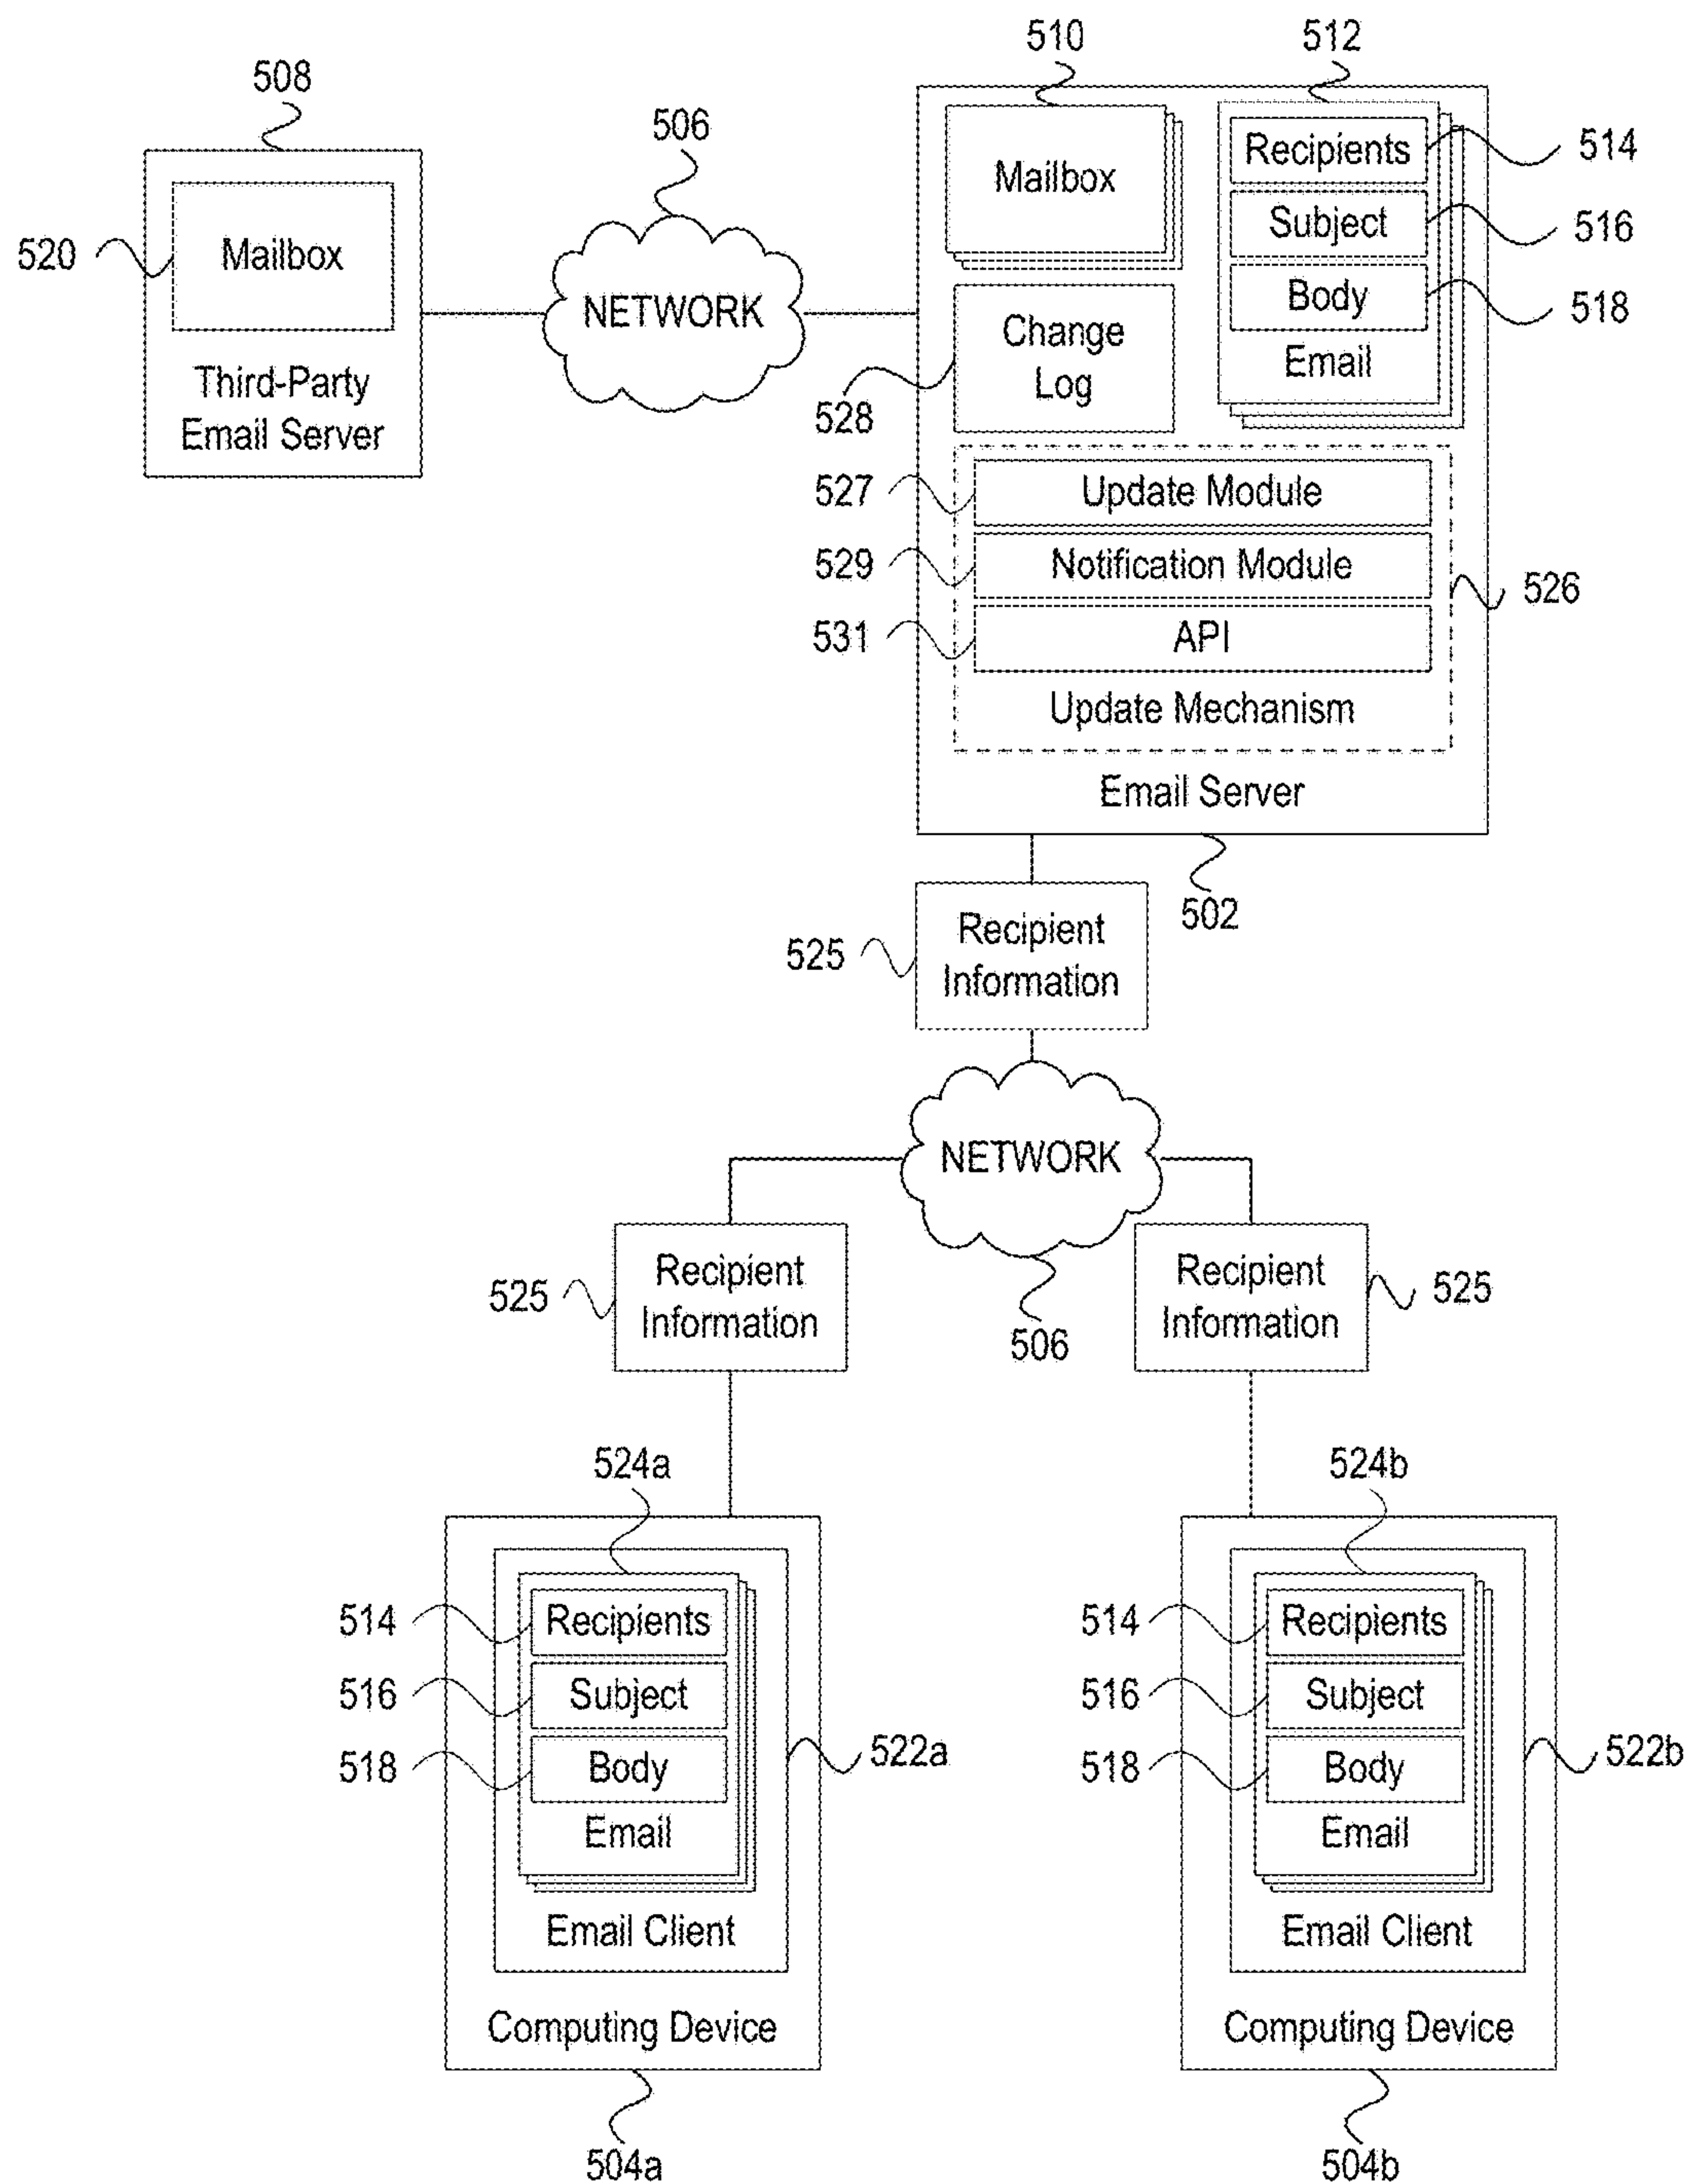 510
512
508
506
Recipients
514
Mailbox
Subject
516
520
Mailbox
Body
518
NETWORK
Change
Log
Email
Third-Party
Email Server
528
527
Update Module
529
Notification Module
526
531
API
Update Mechanism
Email Server
502
525
Recipient
Information
NETWORK
525
Recipient
Information
506
Recipient
Information
525
524a
524b
514
Recipients
514
Recipients
516
Subject
516
Subject
518
Body
522a
518
Body
522b
Email
Email
Email Client
Email Client
Computing Device
Computing Device
504a
504b